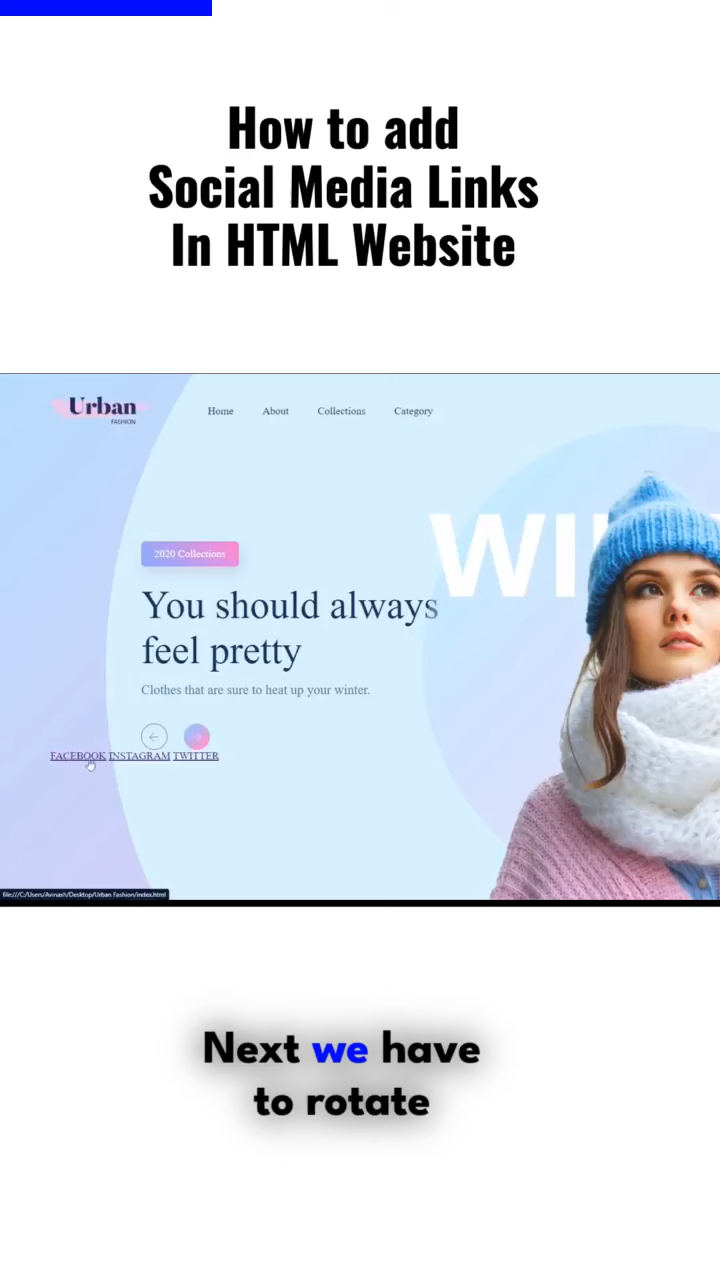 How to add
Social Media Links
In HTML Website
Urban
FASHION
Home About Collections Category
WI
2020 Collections
You should always
feel pretty
Clothes that are sure to heat up your winter.
FACEBOOK INSTAGRAM TWITTER
file:///C:/Users/Avinash/Desktop/Urban Fashion/index.html
Next we have
to rotate